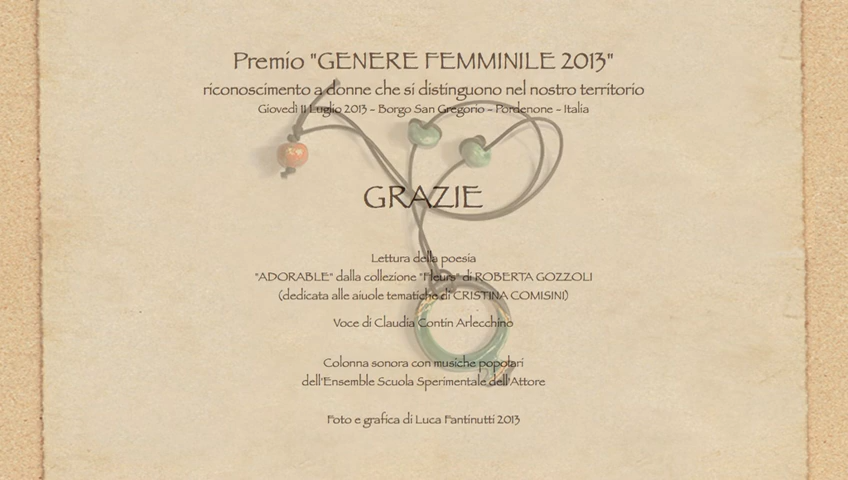 Premio "GENERE FEMMINILE 2013"
riconoscimento a donne che si distinguono nel nostro territorio
Giovedì 11 Luglio 2013 - Borgo San Gregorio - Pordenone - Italia
GRAZIE
Lettura della poesia
"ADORABLE" dalla collezione "Fleurs" di ROBERTA GOZZOLI
(dedicata alle aiuole tematiche di CRISTINA COMISINI)
Voce di Claudia Contin Arlecchino
Colonna sonora con musiche popolari
dell'Ensemble Scuola Sperimentale dell'Attore
Foto e grafica di Luca Fantinutti 2013